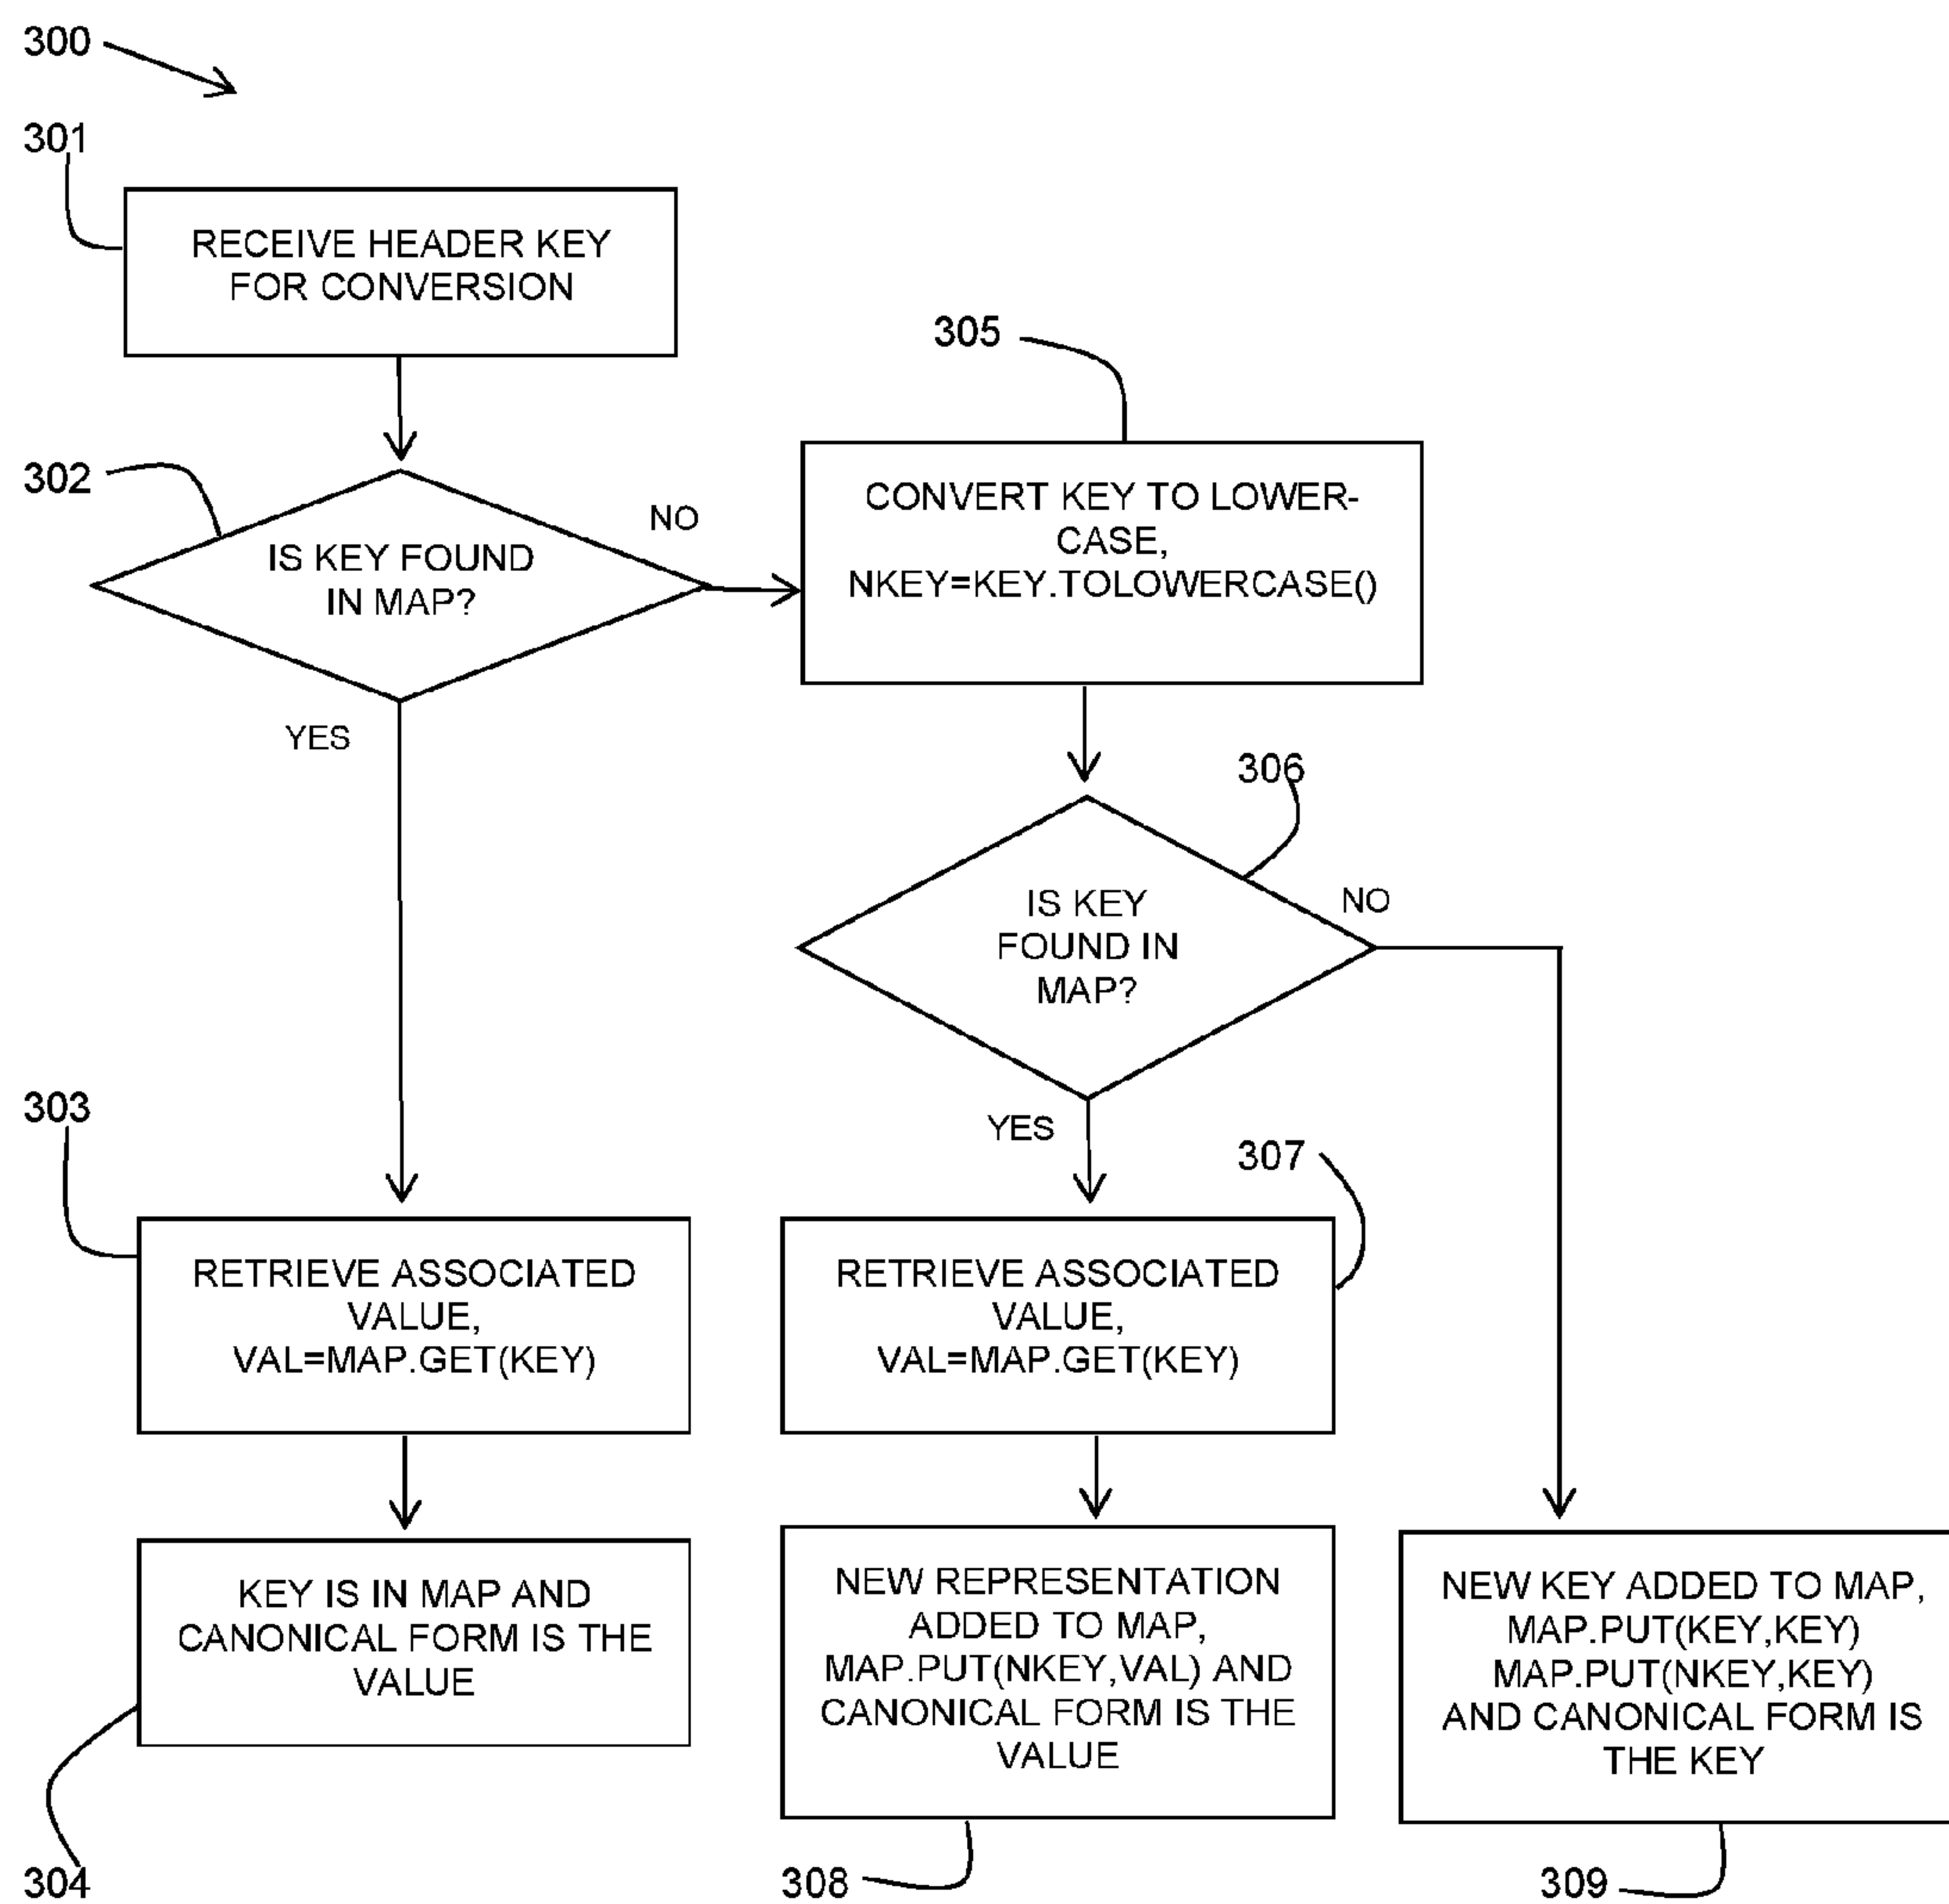 300
301
RECEIVE HEADER KEY
FOR CONVERSION
302
IS KEY FOUND
IN MAP?
NO
YES
305
CONVERT KEY TO LOWER-
CASE,
NKEY=KEY.TOLOWERCASE()
306
IS KEY
FOUND IN
MAP?
NO
YES
303
RETRIEVE ASSOCIATED
VALUE,
VAL=MAP.GET(KEY)
307
RETRIEVE ASSOCIATED
VALUE,
VAL=MAP.GET(KEY)
KEY IS IN MAP AND
CANONICAL FORM IS THE
VALUE
304
NEW REPRESENTATION
ADDED TO MAP,
MAP.PUT(NKEY,VAL) AND
CANONICAL FORM IS THE
VALUE
308
NEW KEY ADDED TO MAP,
MAP.PUT(KEY,KEY)
MAP.PUT(NKEY,KEY)
AND CANONICAL FORM IS
THE KEY
309